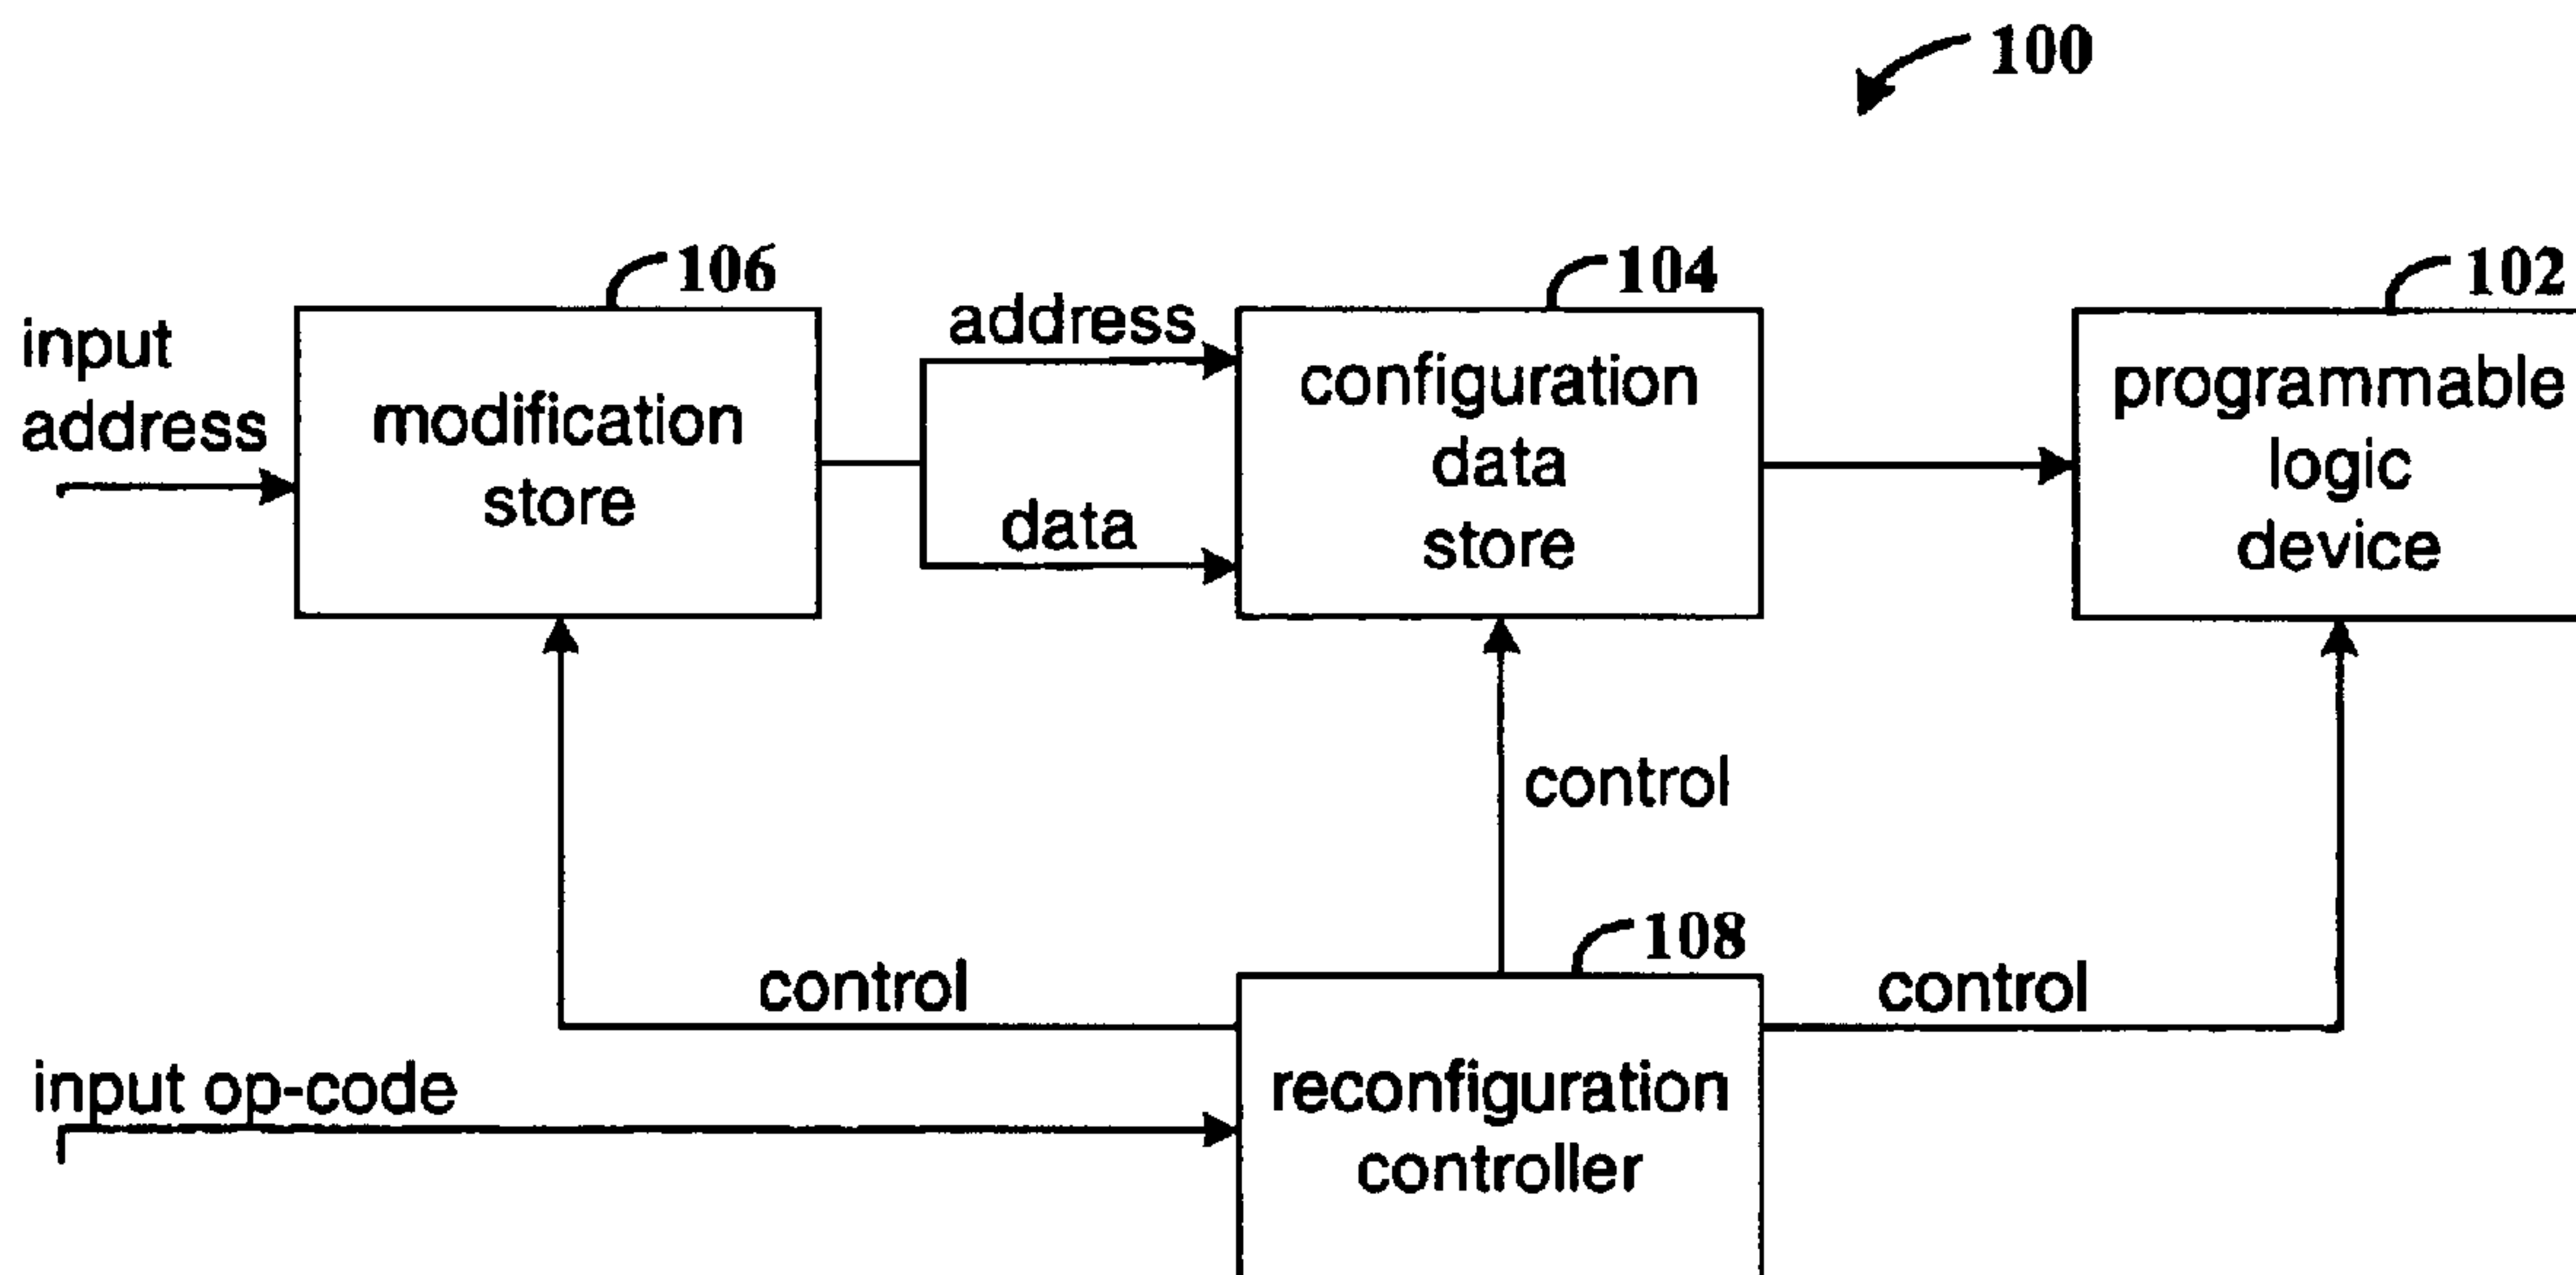 100
106
104
102
input
address
modification
store
address
data
configuration
data
store
programmable
logic
device
control
108
control
control
input op-code
reconfiguration
controller